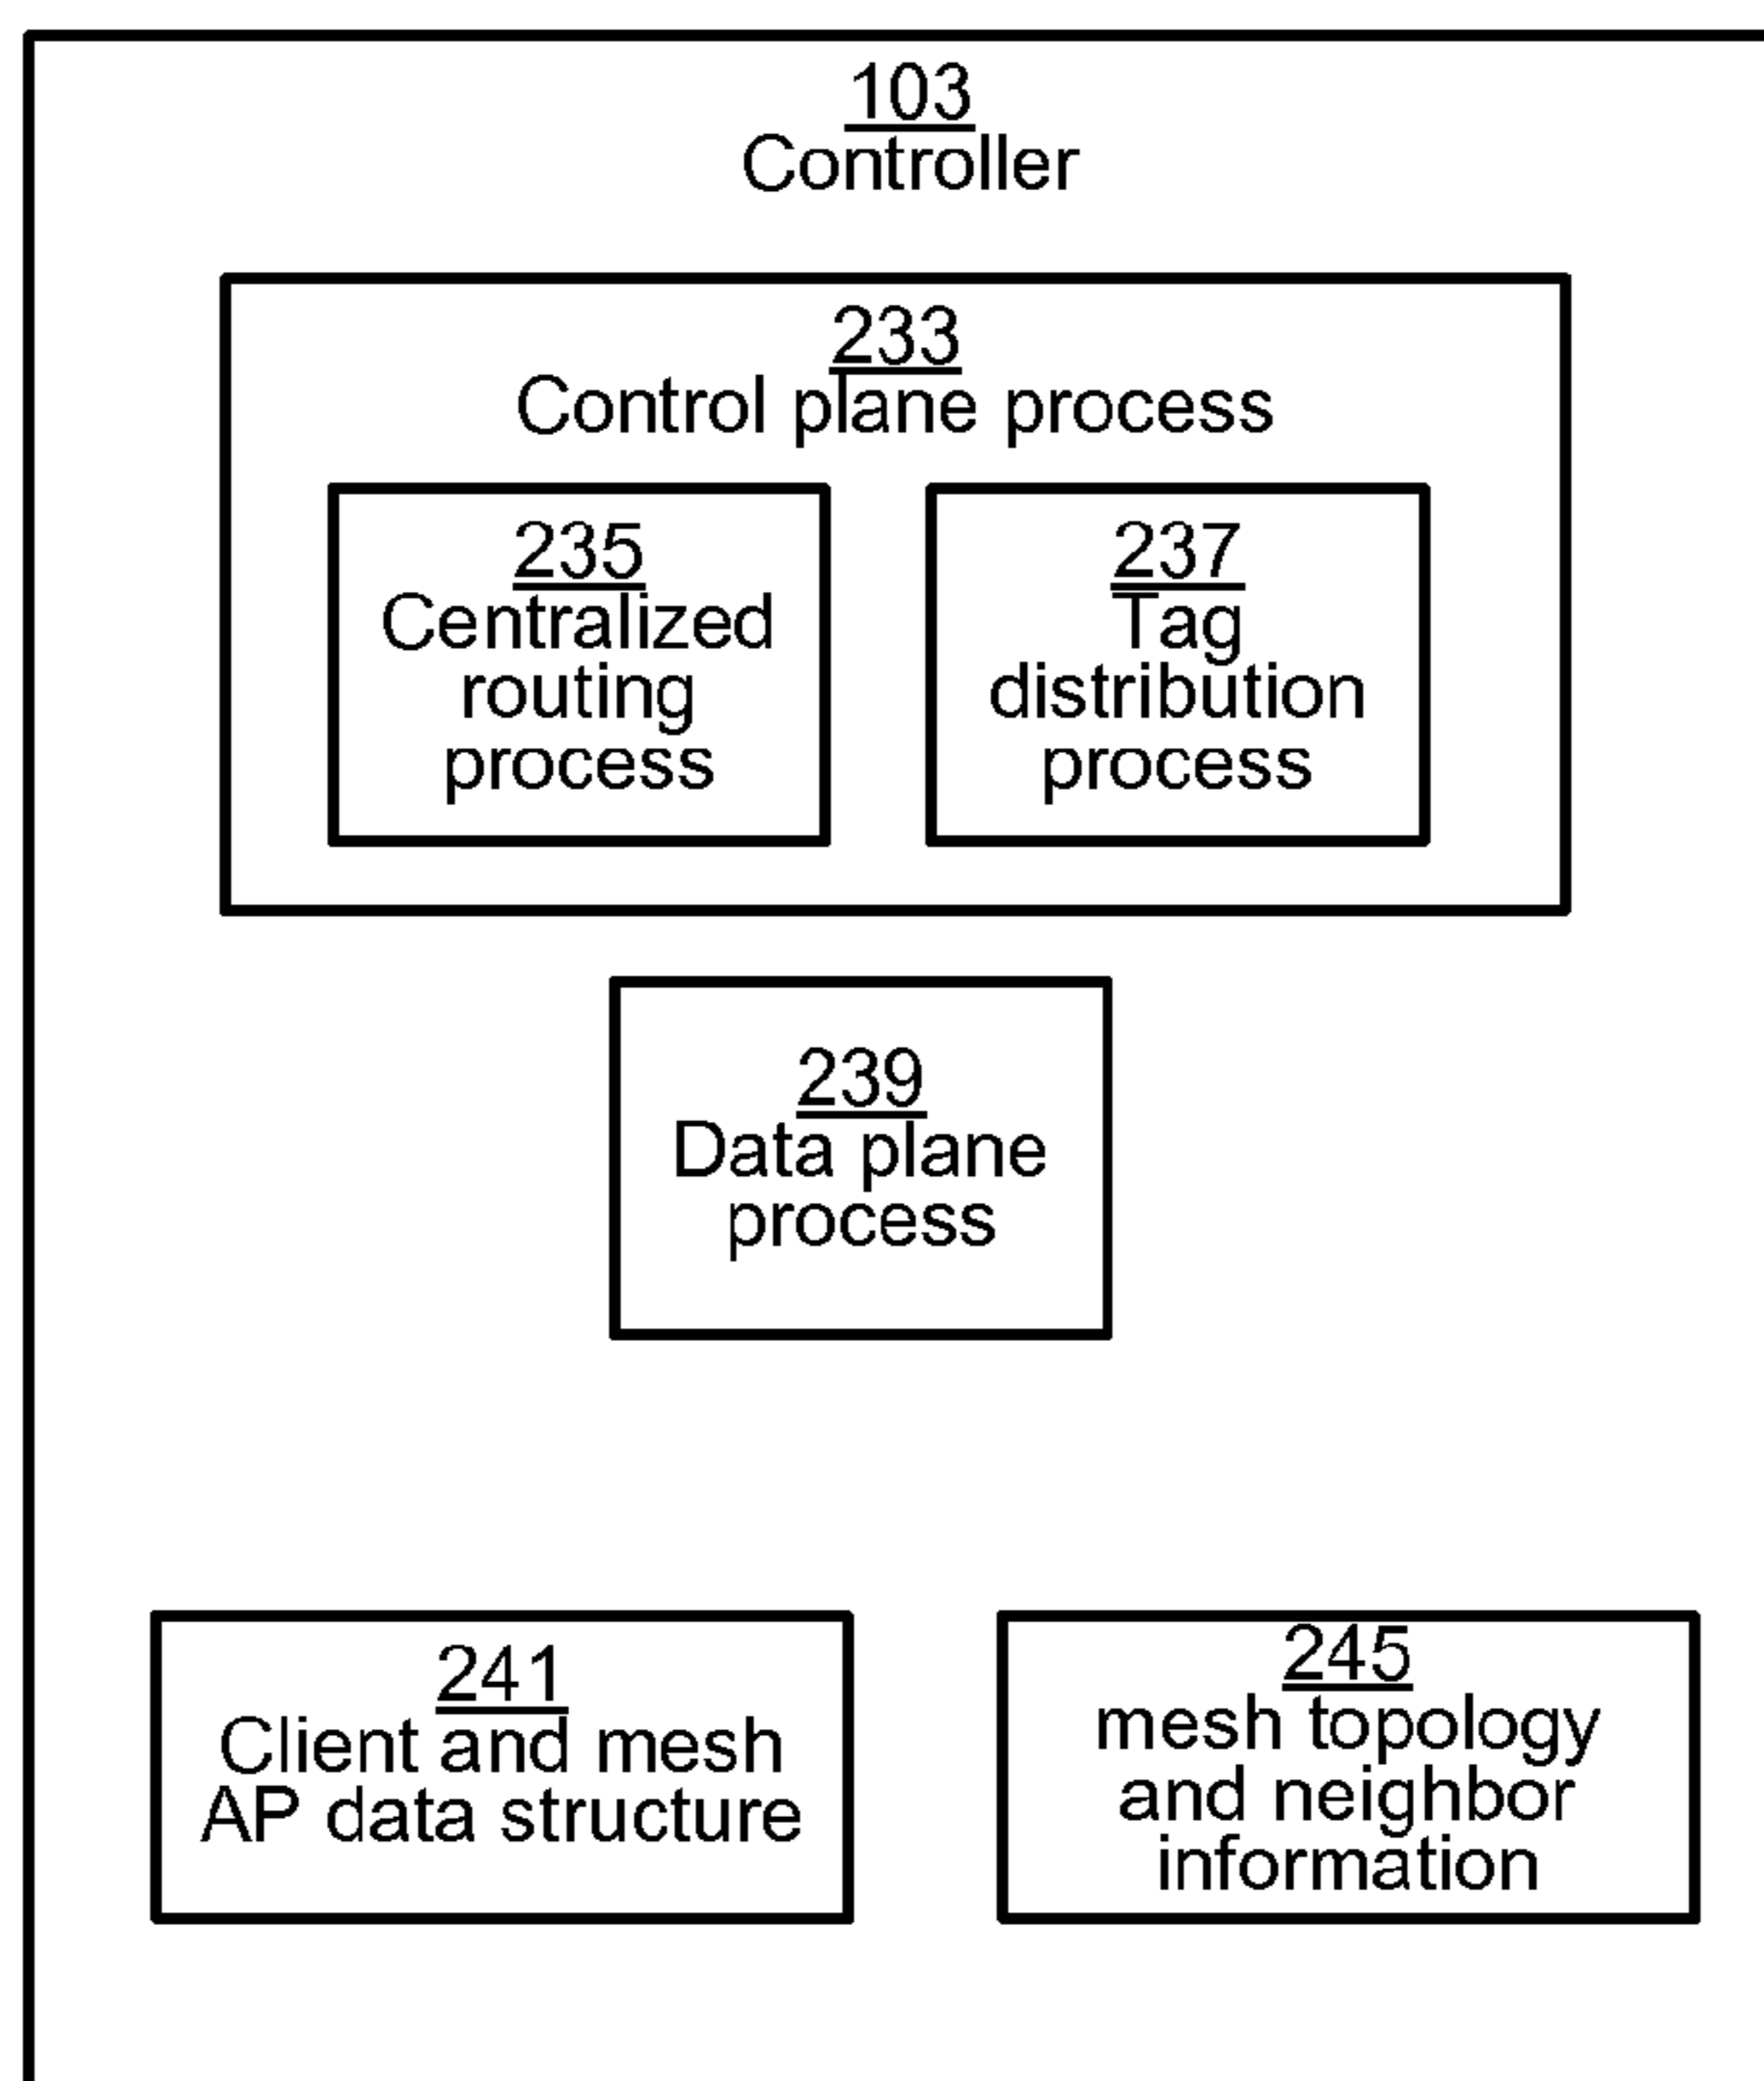 103
Controller
233
Control plane process
235
Centralized
routing
process
237
Tag
distribution
process
239
Data plane
process
241
Client and mesh
AP data structure
245
mesh topology
and neighbor
information